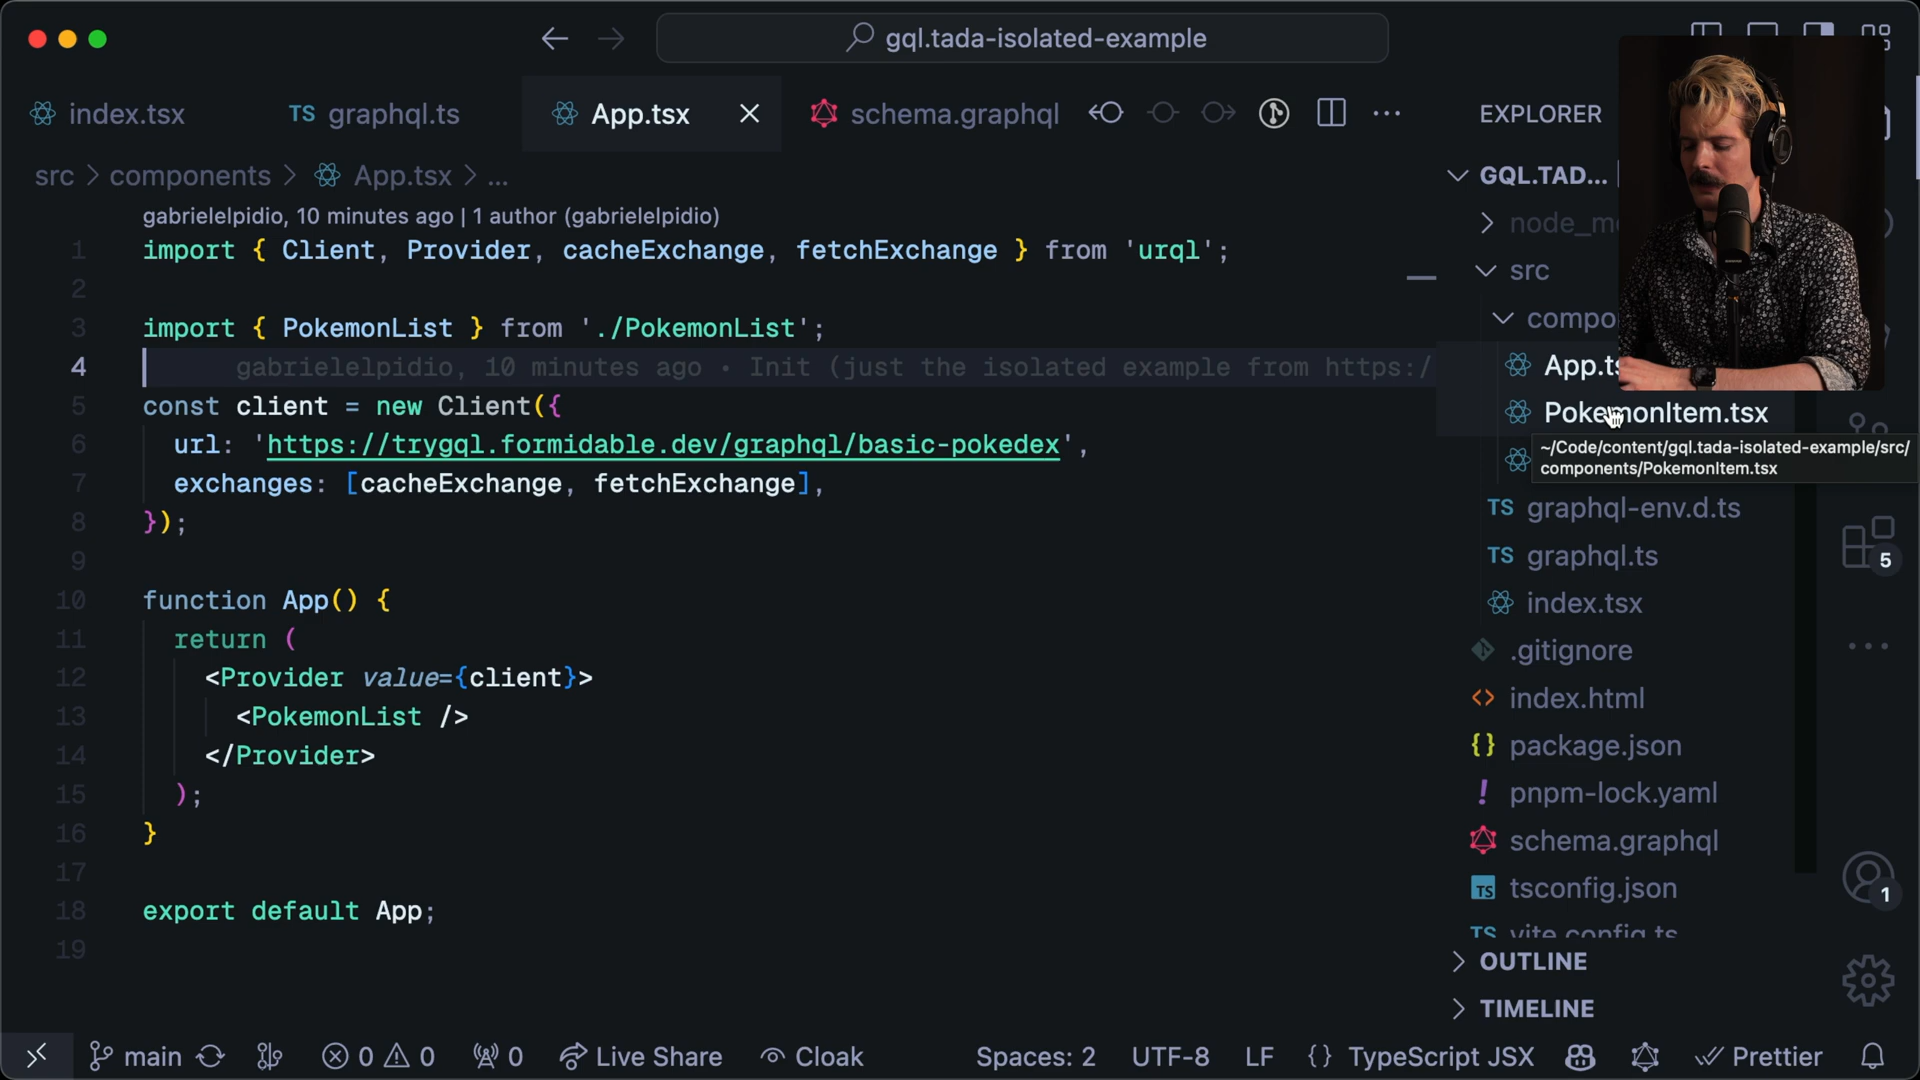 gql.tada-isolated-example
index.tsx
TS graphql.ts
App.tsx
schema.graphql
src > components > App.tsx > ...
gabrielelpidio, 10 minutes ago | 1 author (gabrielelpidio)
1 import { Client, Provider, cacheExchange, fetchExchange } from 'urql';
2
3 import { PokemonList } from './PokemonList';
4 gabrielelpidio, 10 minutes ago • Init (just the isolated example from https:/
5 const client = new Client({
6 url: 'https://trygql.formidable.dev/graphql/basic-pokedex',
7 exchanges: [cacheExchange, fetchExchange],
8 });
9
10 function App() {
11 return (
12 <Provider value={client}>
13 <PokemonList />
14 </Provider>
15 );
16 }
17
18 export default App;
19
EXPLORER
GQL.TAD...
src
App.ts
PokemonItem.tsx
~/Code/content/gql.tada-isolated-example/src/
components/PokemonItem.tsx
TS graphql-env.d.ts
TS graphql.ts
index.tsx
.gitignore
index.html
{} package.json
! pnpm-lock.yaml
schema.graphql
TS tsconfig.json
TS vite.config.ts
OUTLINE
TIMELINE
5
1
main
0
0
0
Live Share
Cloak
Spaces: 2
UTF-8
LF
{} TypeScript JSX
Prettier